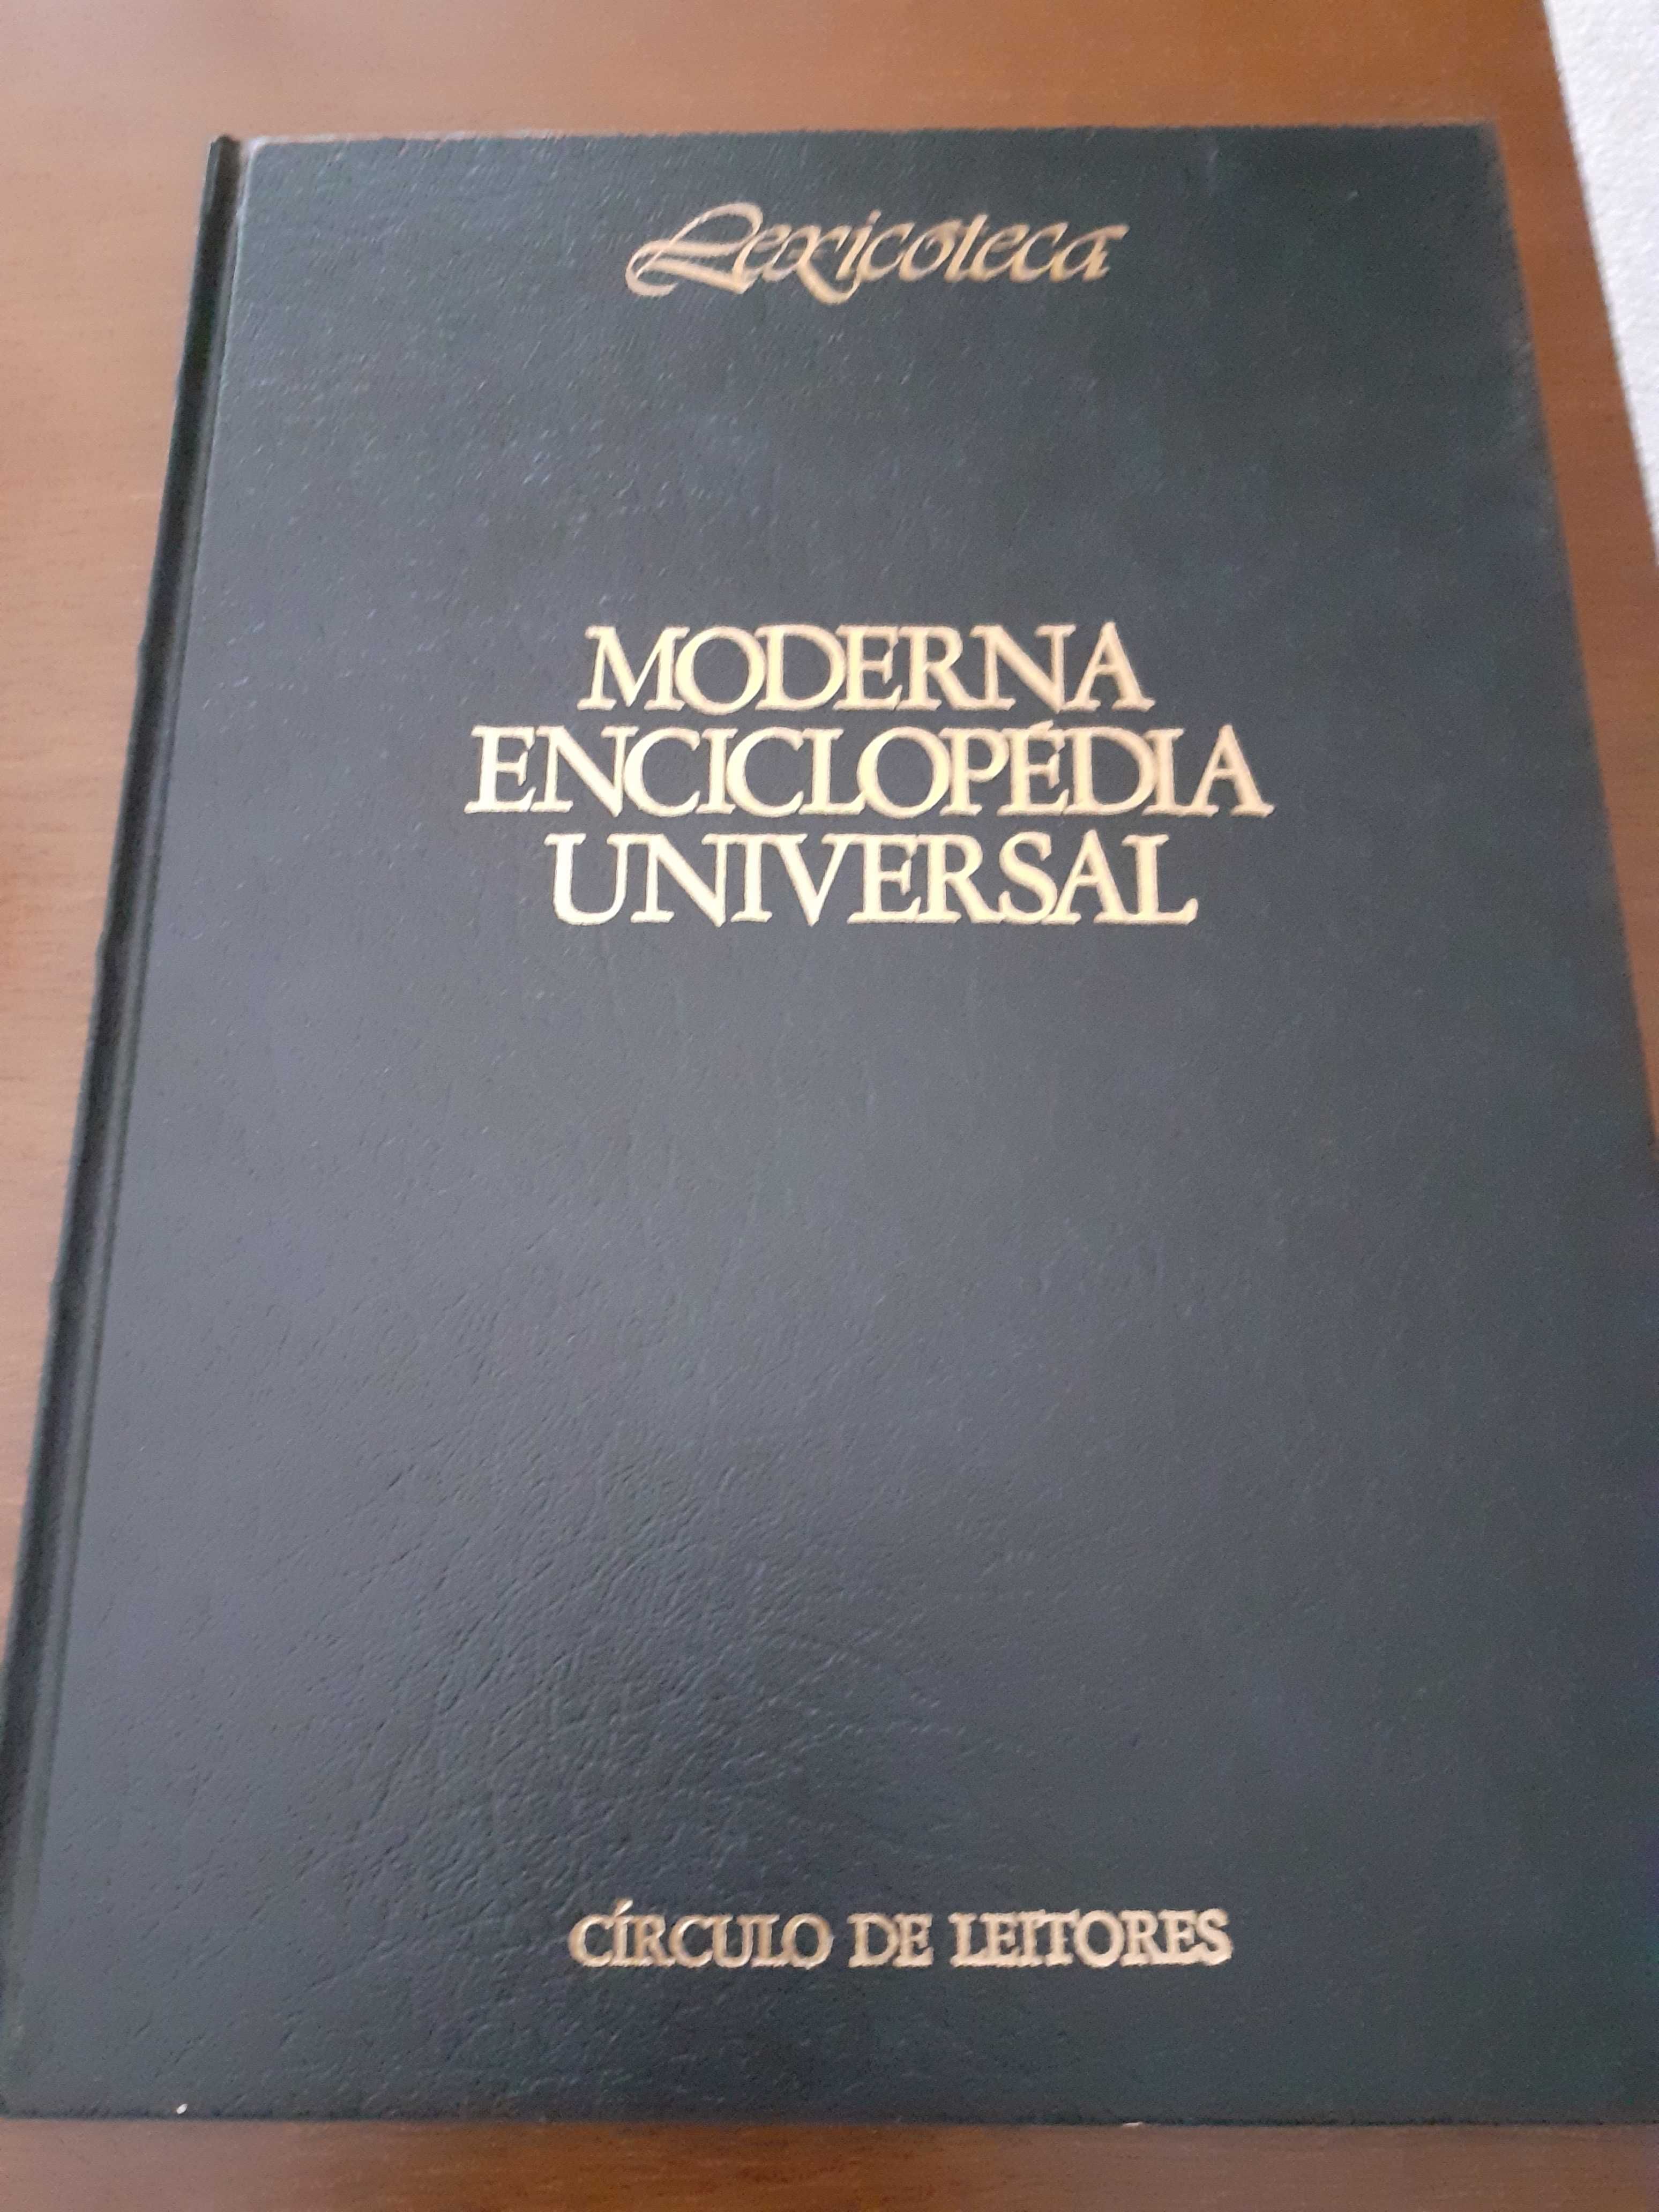 Lexicoteca
MODERNA
ENCICLOPÉDIA
UNIVERSAL
CÍRCULO DE LEITORES